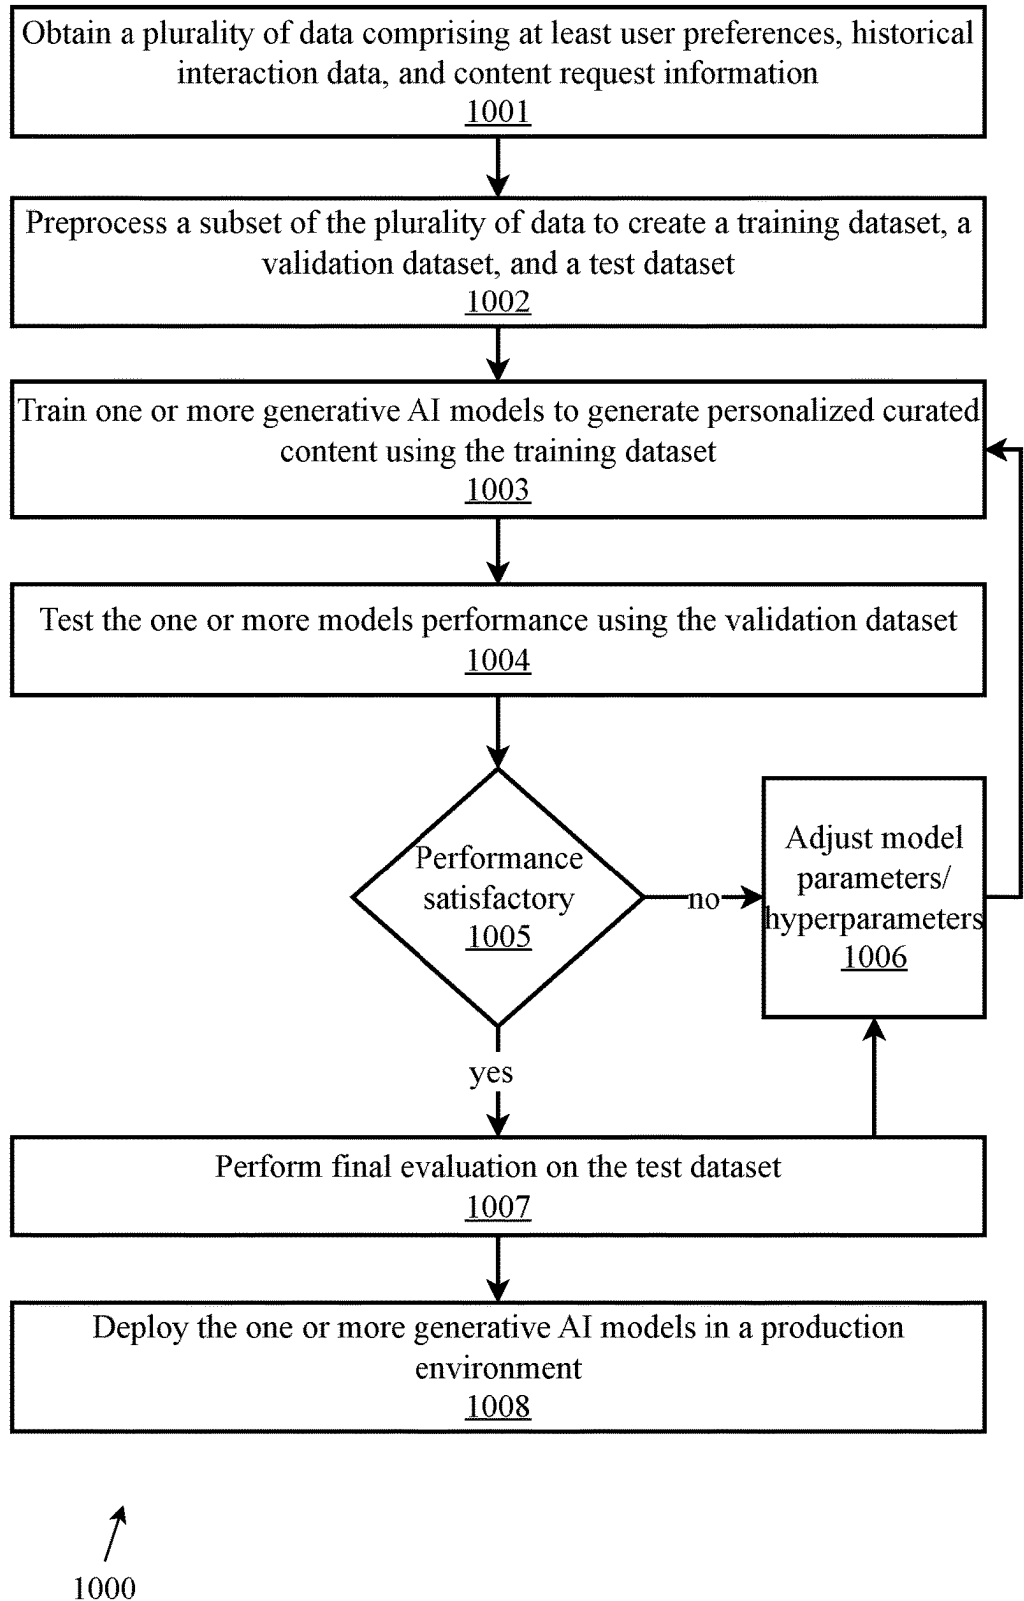 Obtain a plurality of data comprising at least user preferences, historical
interaction data, and content request information
1001
Preprocess a subset of the plurality of data to create a training dataset, a
validation dataset, and a test dataset
1002
Train one or more generative AI models to generate personalized curated
content using the training dataset
1003
Test the one or more models performance using the validation dataset
1004
Performance
satisfactory
1005
no
Adjust model
parameters/
hyperparameters
1006
yes
Perform final evaluation on the test dataset
1007
Deploy the one or more generative AI models in a production
environment
1008
1000